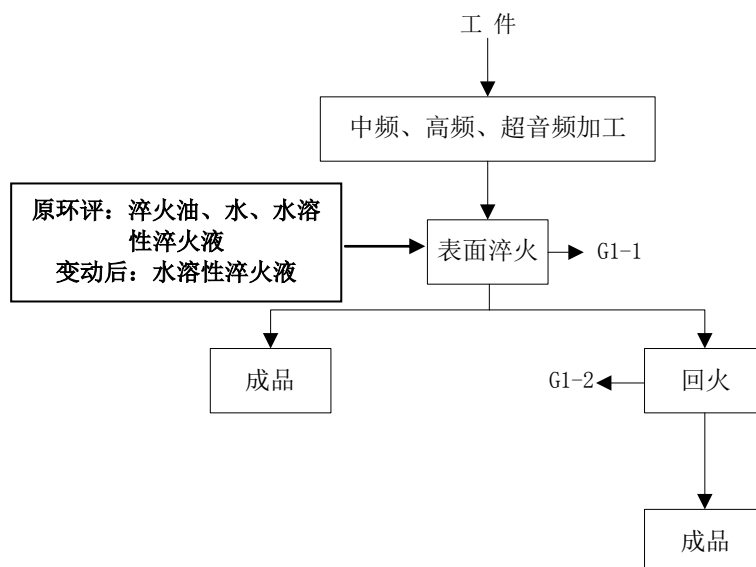 工 件
中频、高频、超音频加工
原环评：淬火油、水、水溶
性淬火液
变动后：水溶性淬火液
表面淬火
G1-1
成品
G1-2
回火
成品